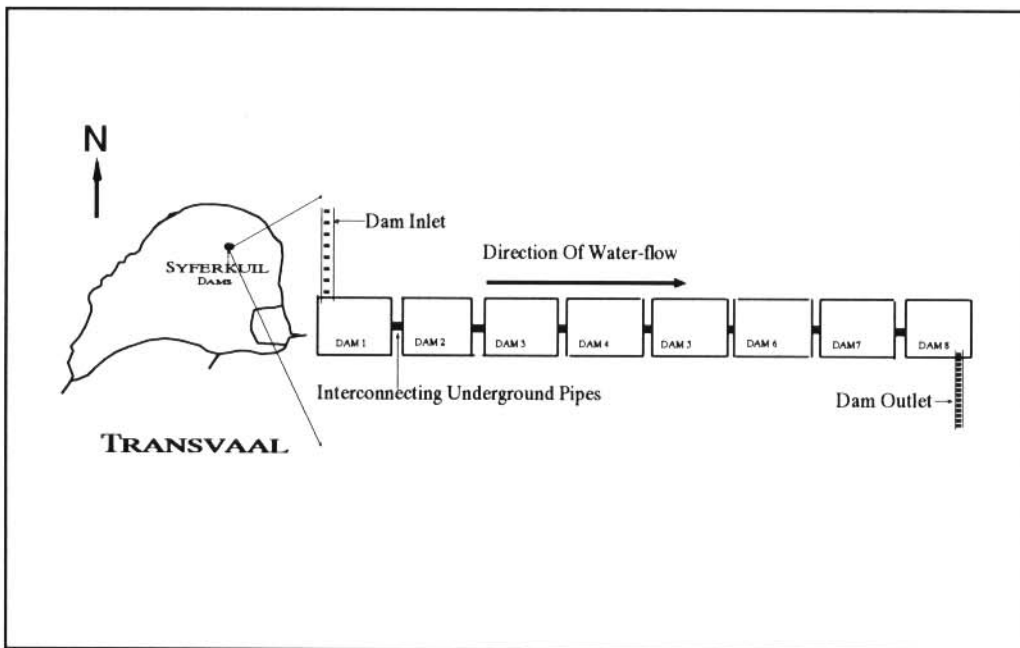 N
Dam Inlet
Direction Of Water-flow
SYFERKUIL
DAMS
DAM 1
DAM 2
DAM 3
DAM 4
DAM 5
DAM 6
DAM7
DAM 8
Interconnecting Underground Pipes
Dam Outlet
TRANSVAAL